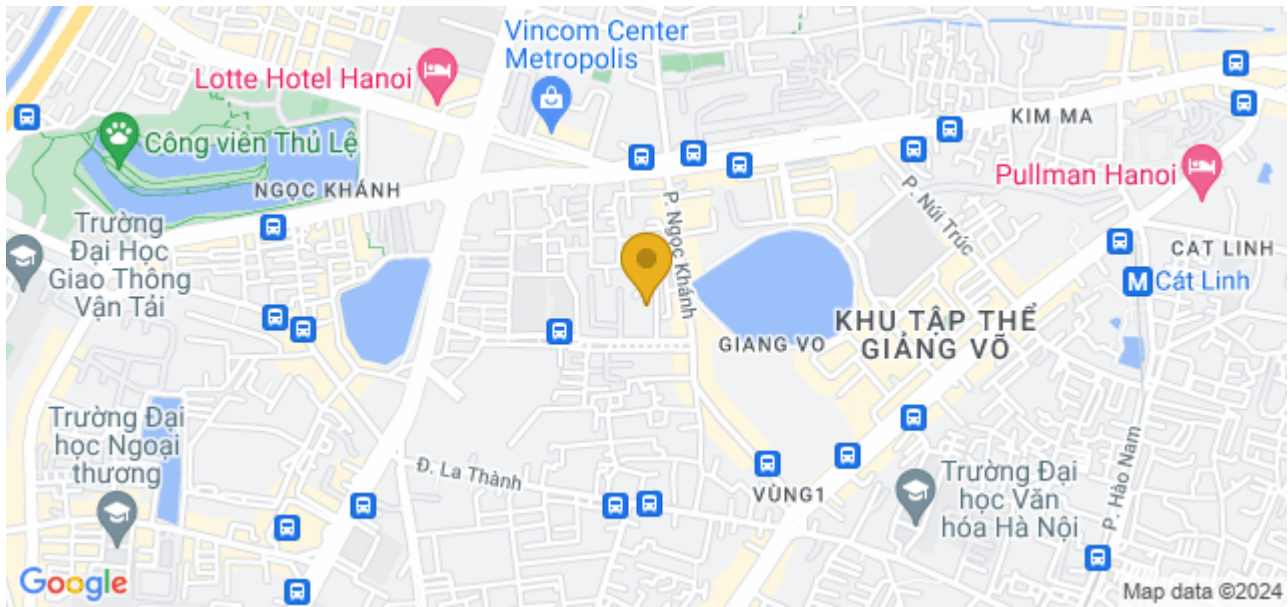 Vincom Center
Metropolis
Lotte Hotel Hanoi
KIM MA
Công viên Thủ Lệ
Pullman Hanoi
NGỌC KHÁNH
P. Núi Trúc
P. Ngọc Khánh
Trường
Đại Học
Giao Thông
Vận Tải
CAT LINH
M
Cát Linh
KHU TẬP THỂ
GIẢNG VÕ
GIANG VO
Trường Đại
học Ngoại
thương
Đ. La Thành
Trường Đại
học Văn
hóa Hà Nội
P. Hào Nam
VÙNG1
Google
Map data ©2024